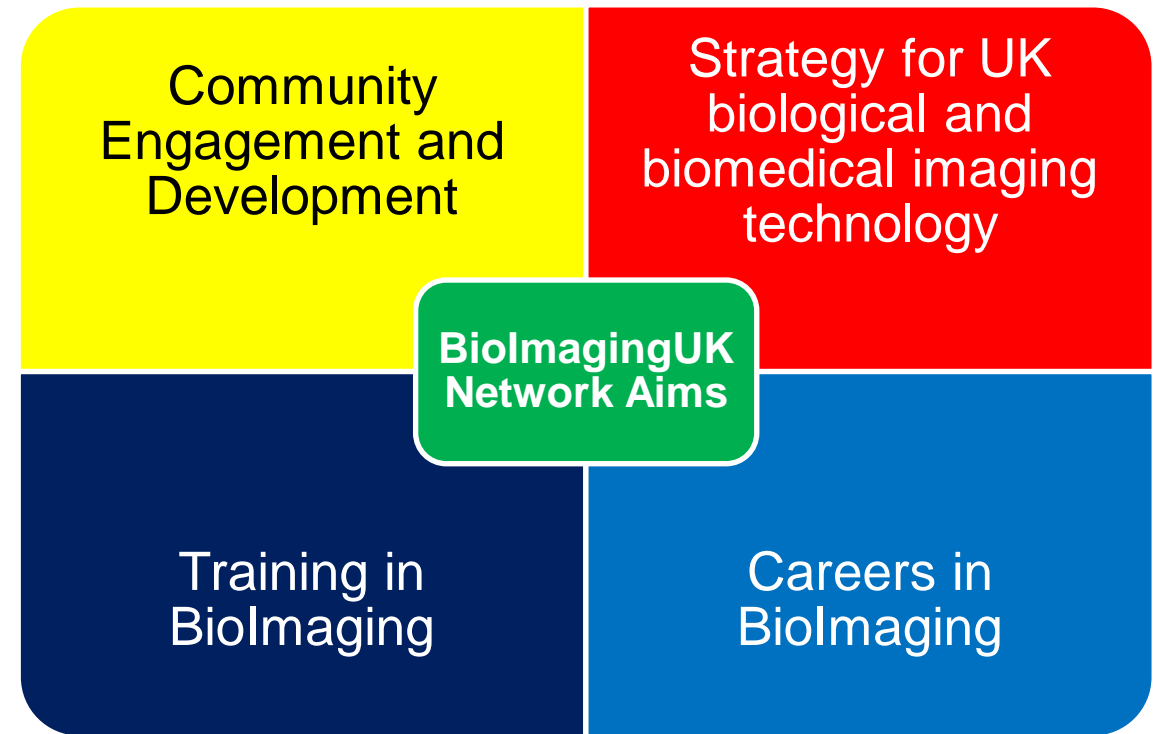 Community
Engagement and
Development
Strategy for UK
biological and
biomedical imaging
technology
BioImagingUK
Network Aims
Training in
BioImaging
Careers in
BioImaging